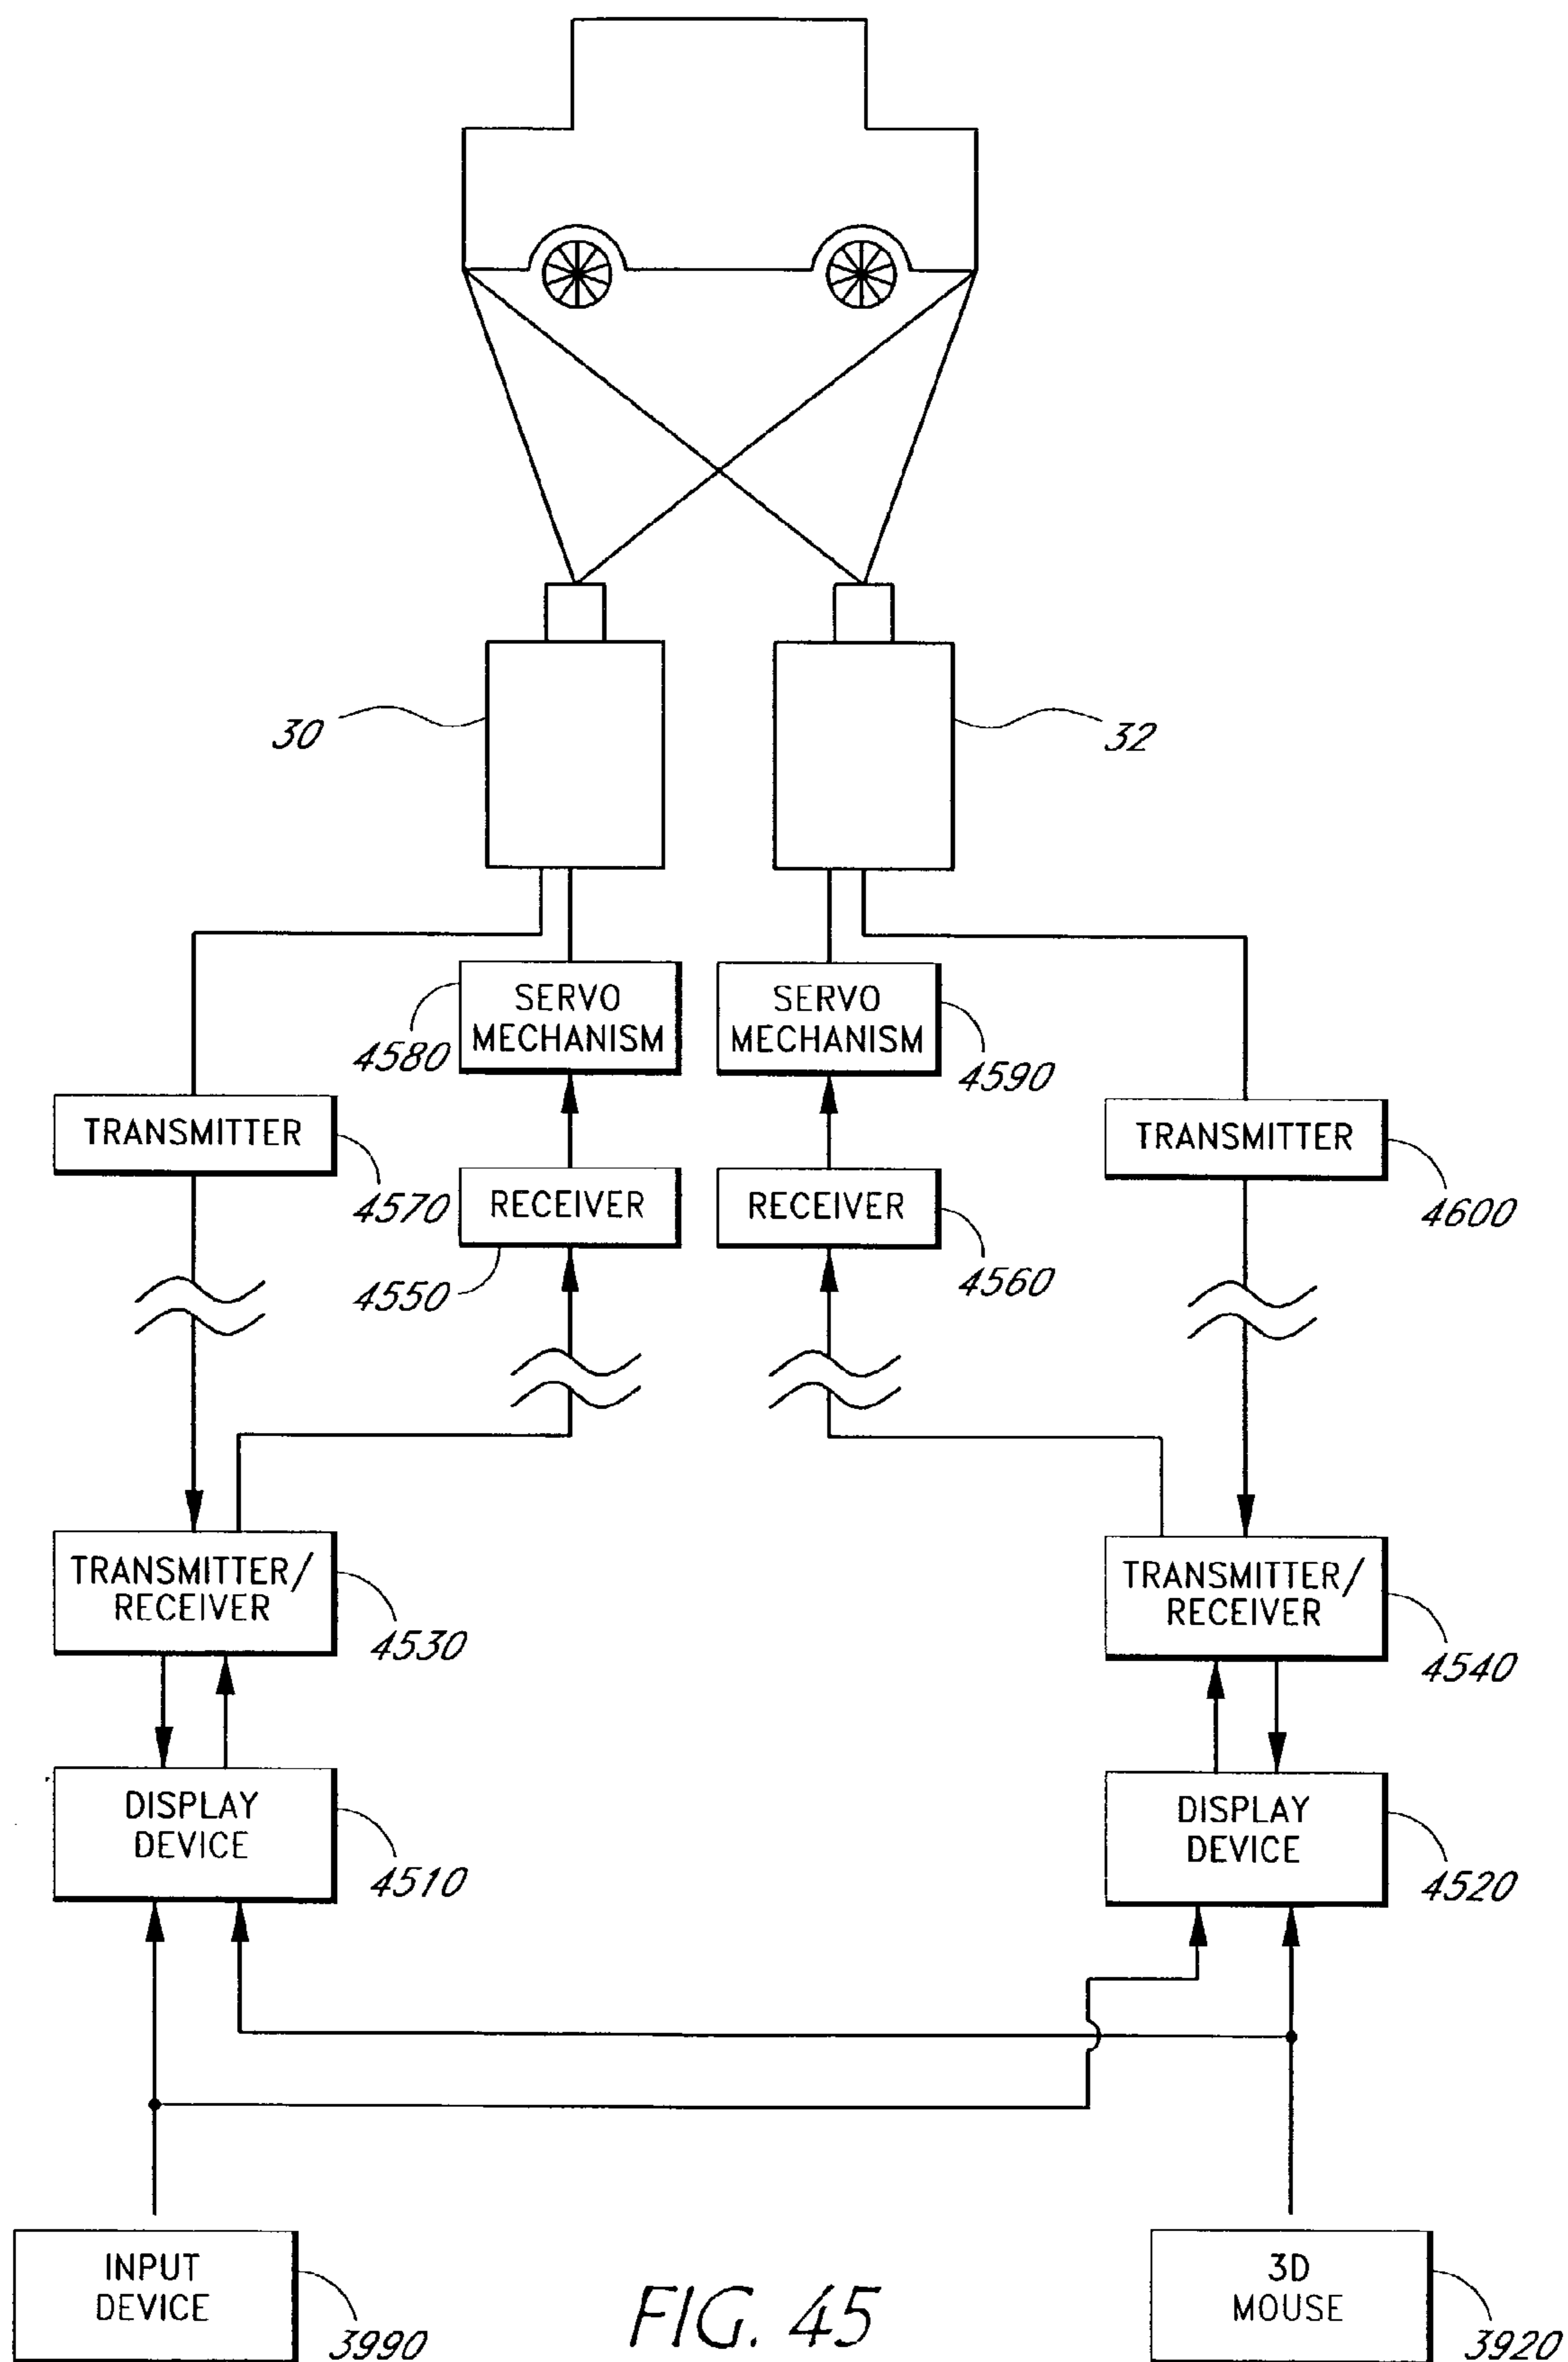 30
32
SERVO
MECHANISM
4580
SERVO
MECHANISM
4590
TRANSMITTER
4570
TRANSMITTER
4600
RECEIVER
4550
RECEIVER
4560
TRANSMITTER/
RECEIVER
4530
TRANSMITTER/
RECEIVER
4540
DISPLAY
DEVICE
4510
DISPLAY
DEVICE
4520
INPUT
DEVICE
3990
3D
MOUSE
3920
FIG. 45